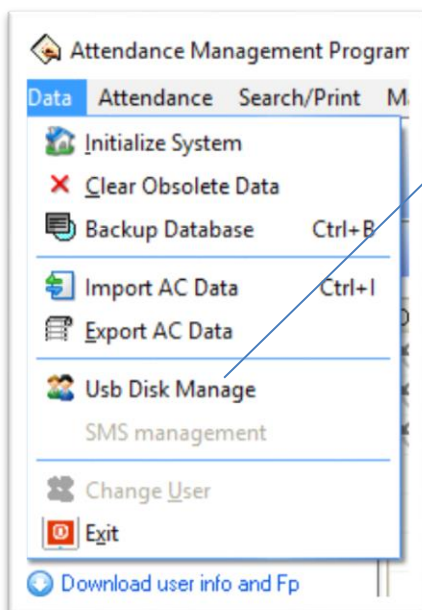 Attendance Management Program
Data Attendance Search/Print
Initialize System
Clear Obsolete Data
Backup Database Ctrl+B
Import AC Data Ctrl+I
Export AC Data
Usb Disk Manage
SMS management
Change User
Exit
Download user info and Fp